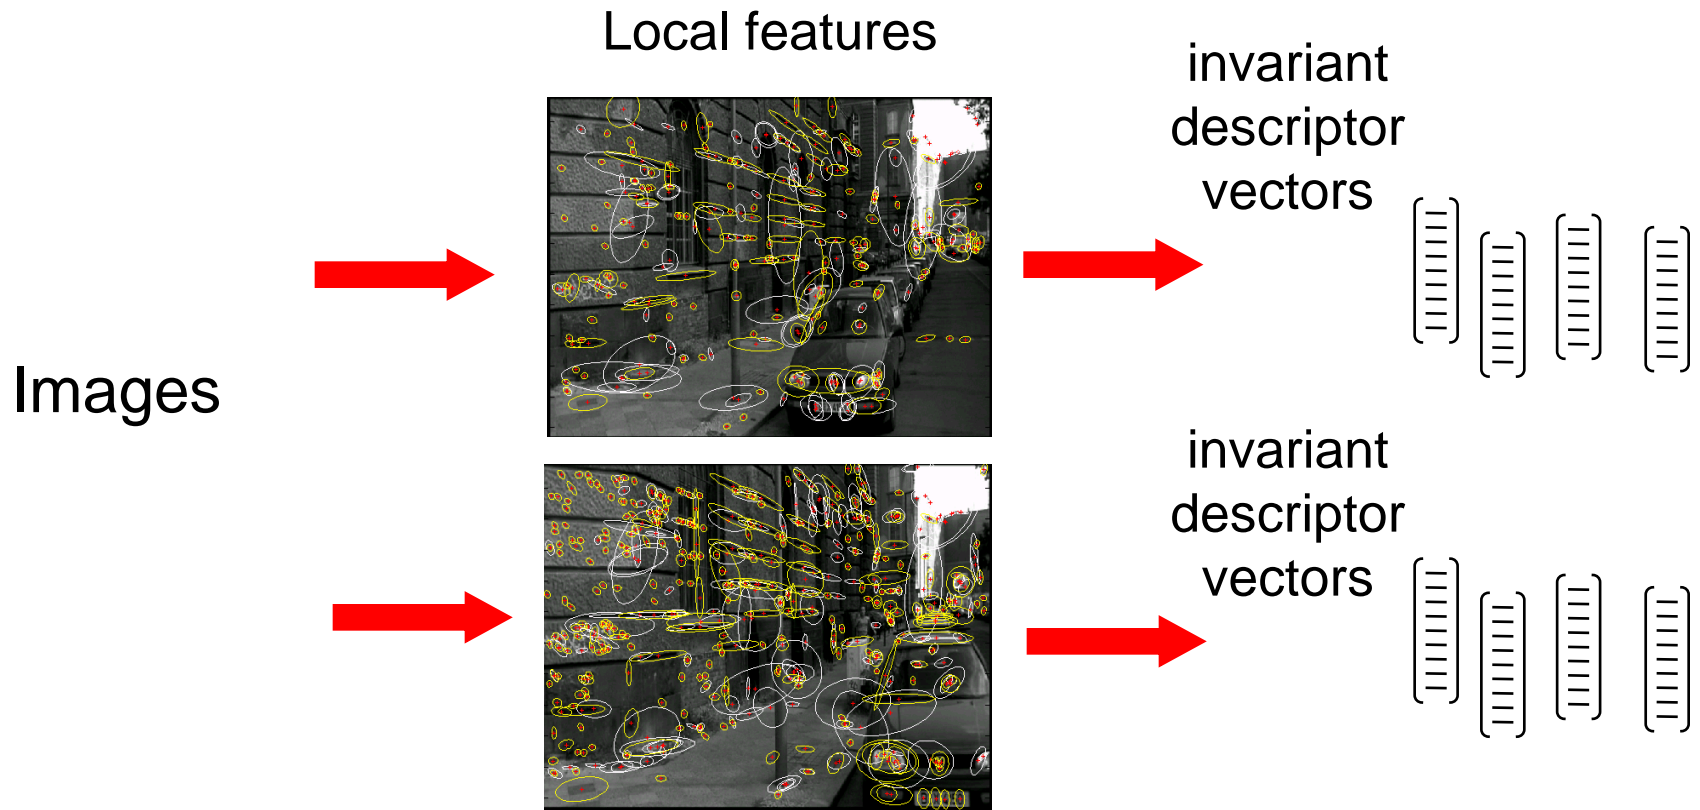 Local features
invariant
descriptor
vectors
Images
invariant
descriptor
vectors